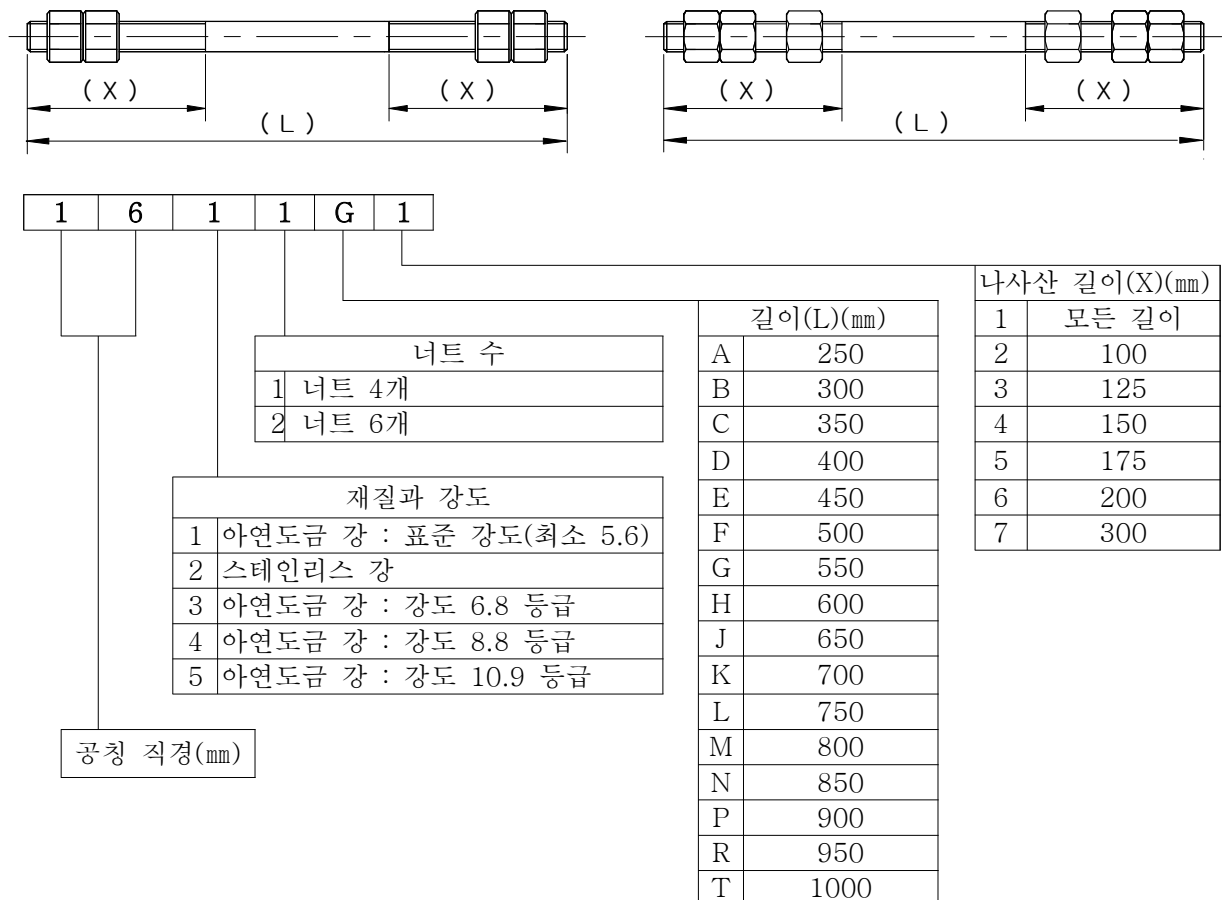 ( X )
( X )
( L )
( X )
( X )
( L )
1 6 1 1 G 1
나사산 길이(X)(㎜)
1 모든 길이
2 100
3 125
4 150
5 175
6 200
7 300
길이(L)(㎜)
A 250
B 300
C 350
D 400
E 450
F 500
G 550
H 600
J 650
K 700
L 750
M 800
N 850
P 900
R 950
T 1000
너트 수
1 너트 4개
2 너트 6개
재질과 강도
1 아연도금 강 : 표준 강도(최소 5.6)
2 스테인리스 강
3 아연도금 강 : 강도 6.8 등급
4 아연도금 강 : 강도 8.8 등급
5 아연도금 강 : 강도 10.9 등급
공칭 직경(㎜)